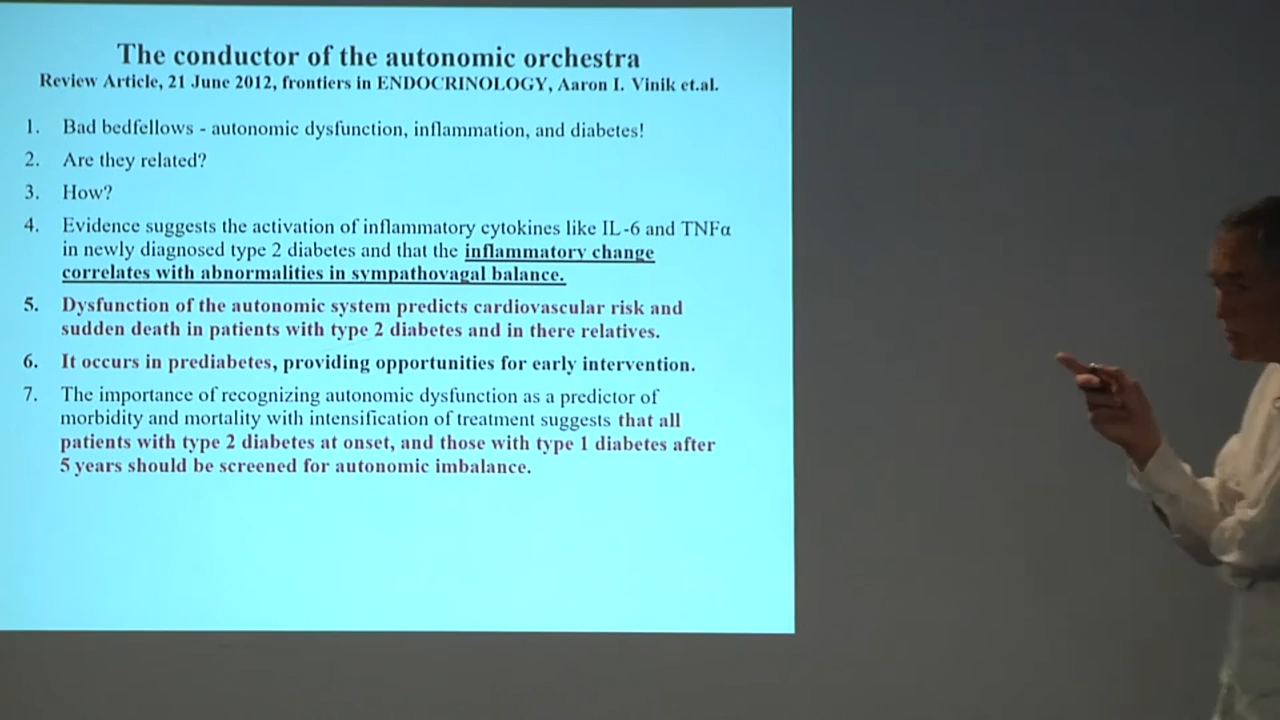 The conductor of the autonomic orchestra
Review Article, 21 June 2012, frontiers in ENDOCRINOLOGY, Aaron I. Vinik et.al.
1. Bad bedfellows - autonomic dysfunction, inflammation, and diabetes!
2. Are they related?
3. How?
4. Evidence suggests the activation of inflammatory cytokines like IL-6 and TNFα
in newly diagnosed type 2 diabetes and that the inflammatory change
correlates with abnormalities in sympathovagal balance.
5. Dysfunction of the autonomic system predicts cardiovascular risk and
sudden death in patients with type 2 diabetes and in there relatives.
6. It occurs in prediabetes, providing opportunities for early intervention.
7. The importance of recognizing autonomic dysfunction as a predictor of
morbidity and mortality with intensification of treatment suggests that all
patients with type 2 diabetes at onset, and those with type 1 diabetes after
5 years should be screened for autonomic imbalance.